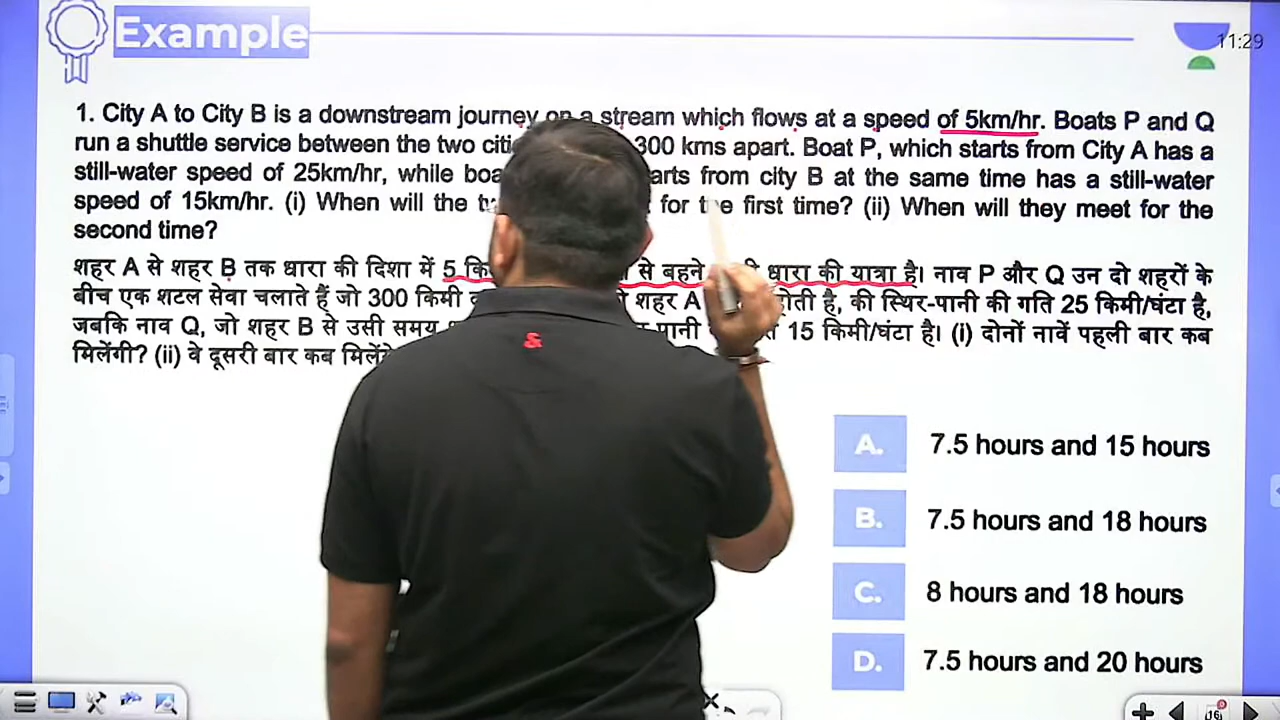 Example
11:29
1. City A to City B is a downstream journey on a stream which flows at a speed of 5km/hr. Boats P and Q
run a shuttle service between the two 300 kms apart. Boat P, which starts from City A has a
still-water speed of 25km/hr, while from city B at the same time has a still-water
speed of 15km/hr. (i) When will the for the first time? (ii) When will they meet for the
second time?
शहर A से शहर B तक धारा की दिशा में 5 से बहने धारा की यात्रा है। नाव P और Q उन दो शहरों के
बीच एक शटल सेवा चलाते हैं जो 300 किमी शहर A है, की स्थिर-पानी की गति 25 किमी/घंटा है,
जबकि नाव Q, जो शहर B से उसी समय पानी 15 किमी/घंटा है। (i) दोनों नावें पहली बार कब
मिलेंगी? (ii) वे दूसरी बार कब
A. 7.5 hours and 15 hours
B. 7.5 hours and 18 hours
C. 8 hours and 18 hours
D. 7.5 hours and 20 hours